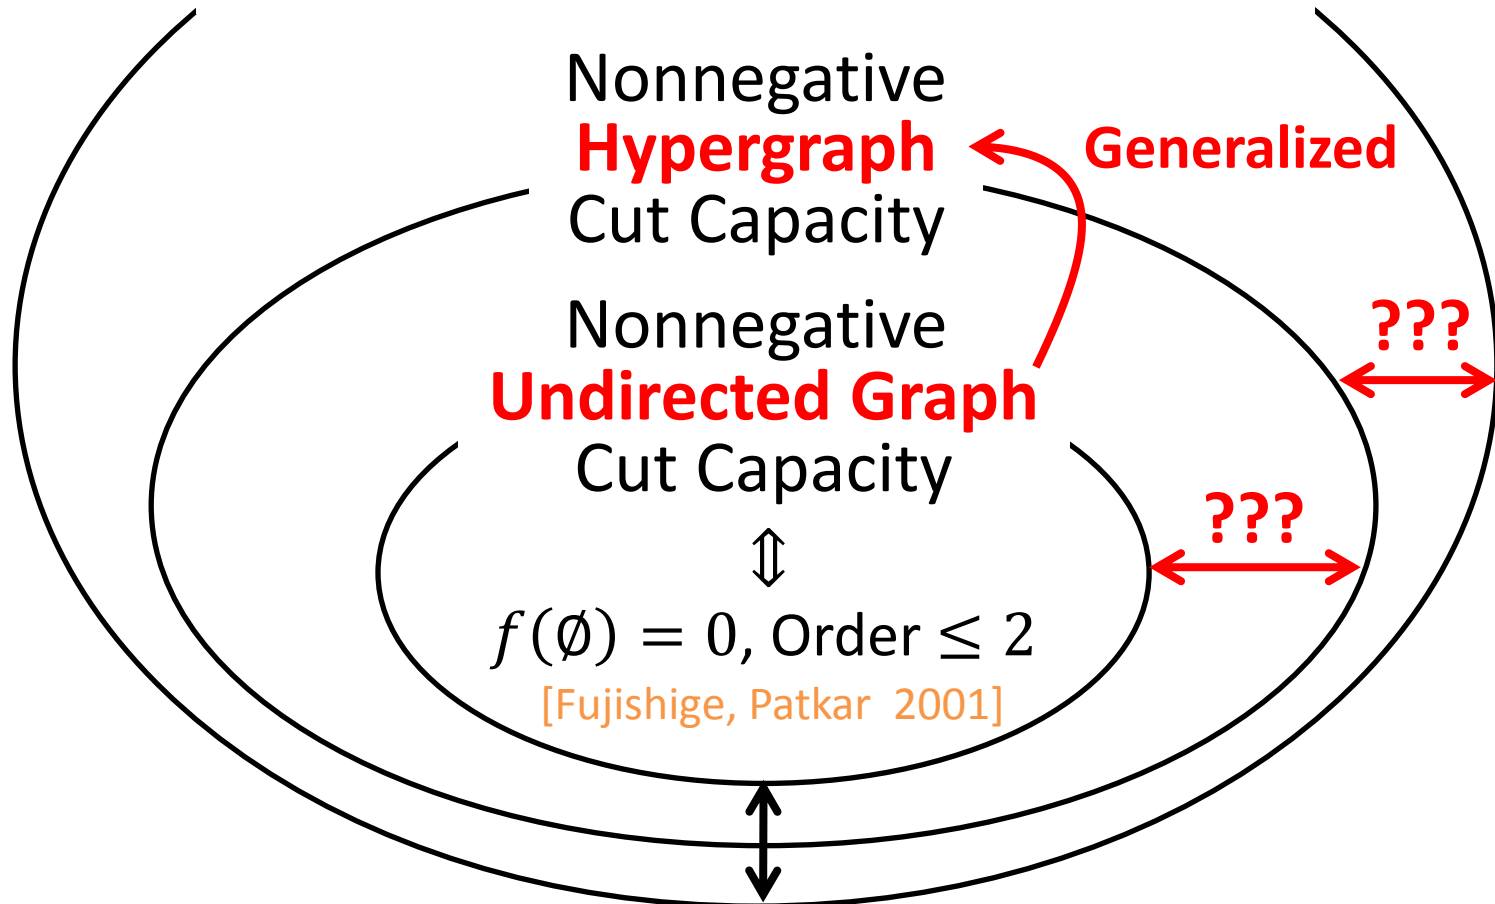 Nonnegative
Hypergraph
Generalized
Cut Capacity
Nonnegative
???
Undirected Graph
Cut Capacity
???
⇕
f(∅) = 0, Order ≤ 2
[Fujishige, Patkar 2001]